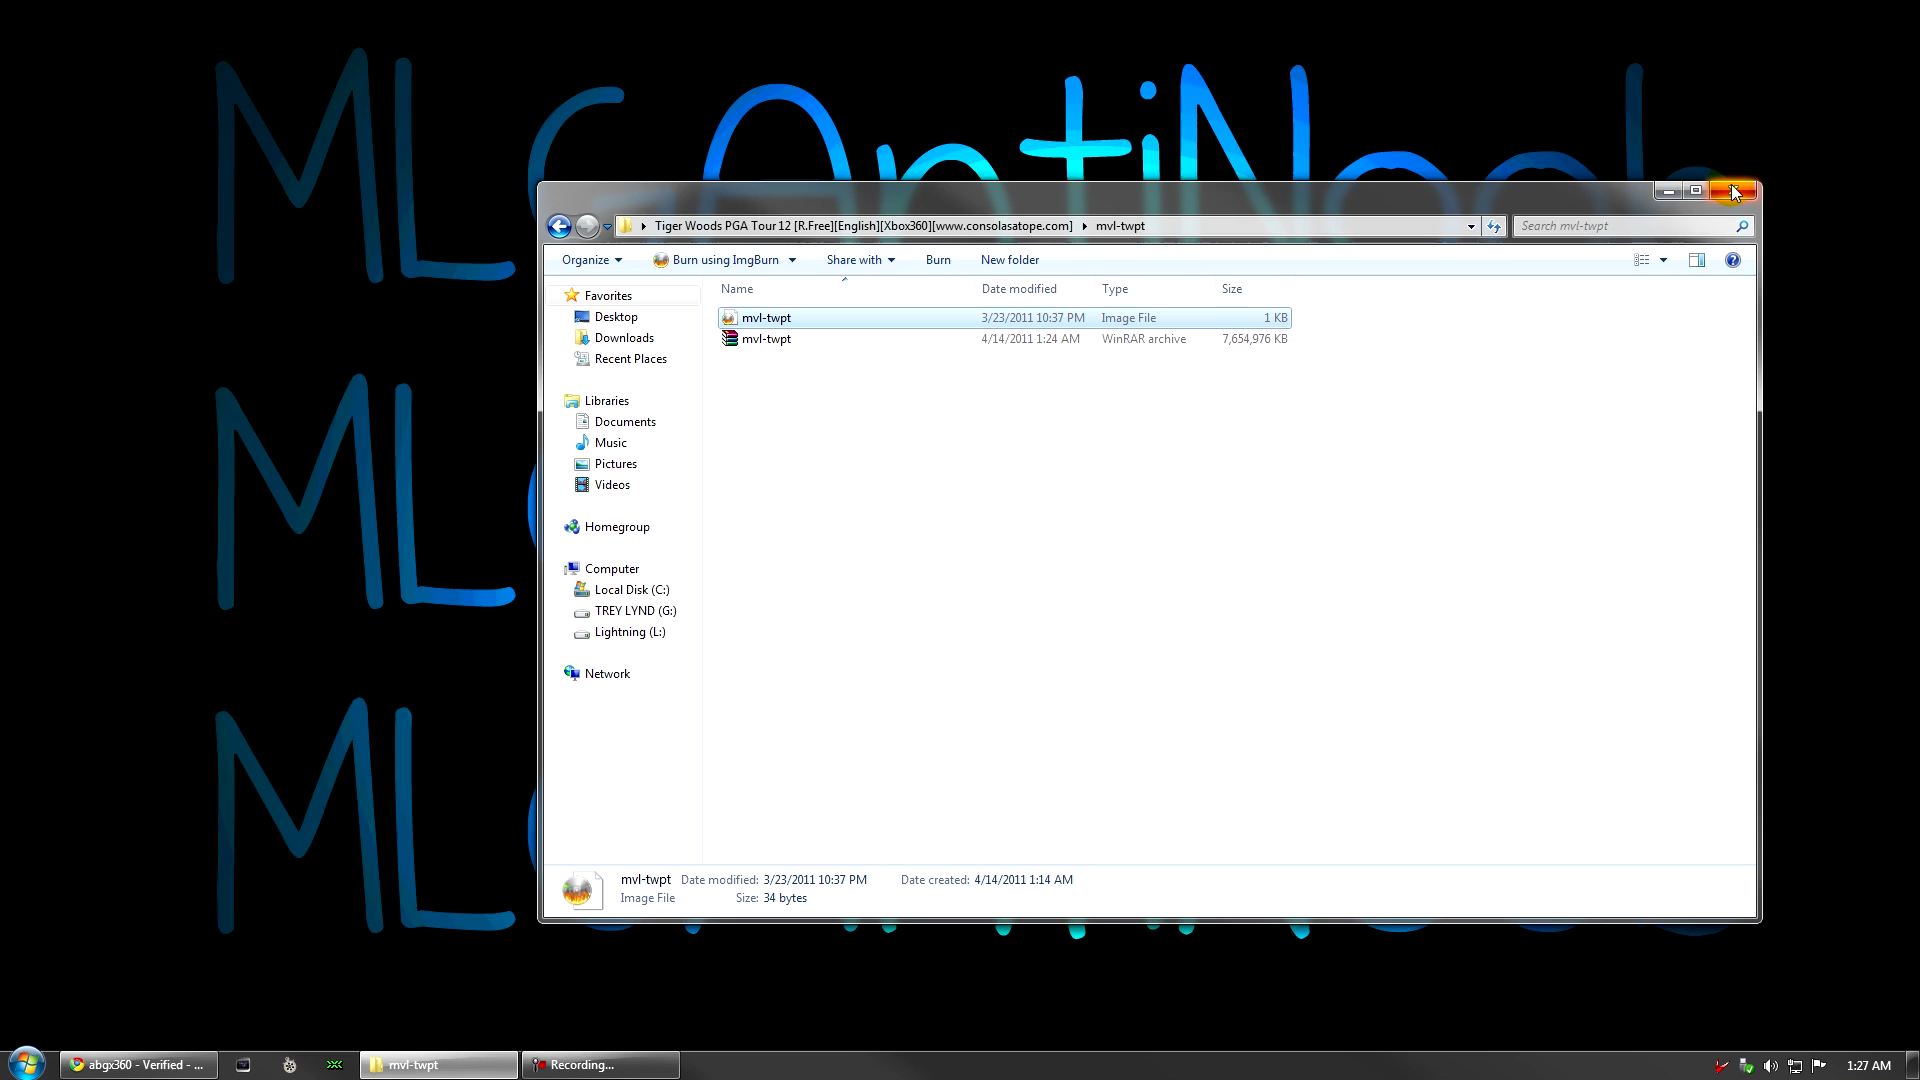 MLG AntiNoob
Tiger Woods PGA Tour 12 [R.Free][English][Xbox360][www.consolasatope.com] mvl-twpt
Search mvl-twpt
Organize Burn using ImgBurn Share with Burn New folder
Name Date modified Type Size
mvl-twpt 3/23/2011 10:37 PM Image File 1 KB
mvl-twpt 4/14/2011 1:24 AM WinRAR archive 7,654,976 KB
Favorites
Desktop
Downloads
Recent Places
Libraries
Documents
Music
Pictures
Videos
Homegroup
Computer
Local Disk (C:)
TREY LYND (G:)
Lightning (L:)
Network
ML
ML
mvl-twpt Date modified: 3/23/2011 10:37 PM Date created: 4/14/2011 1:14 AM
Image File Size: 34 bytes
abgx360 - Verified - ...
mvl-twpt
Recording...
1:27 AM